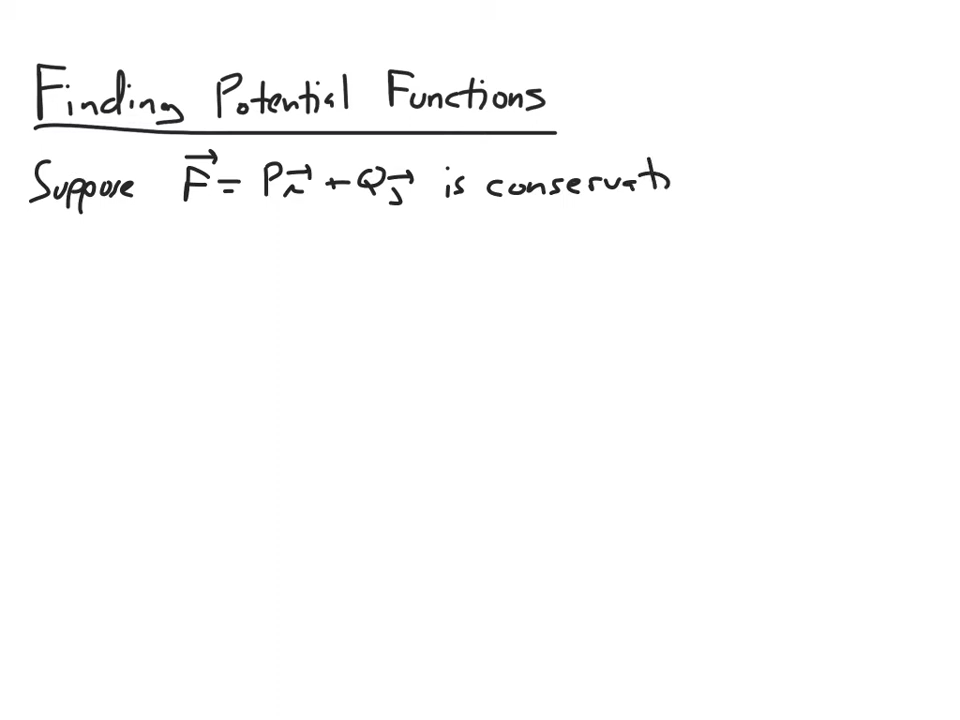 Finding Potential Functions
Suppose F⃗ = Pi⃗ + Qj⃗ is conservati